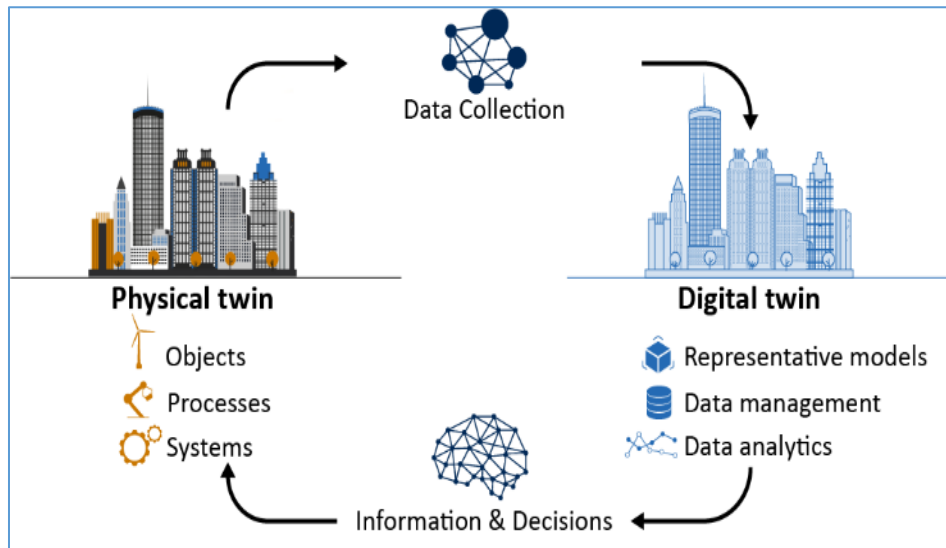 Data Collection
Physical twin
Digital twin
Objects
Processes
Systems
Representative models
Data management
Data analytics
Information & Decisions